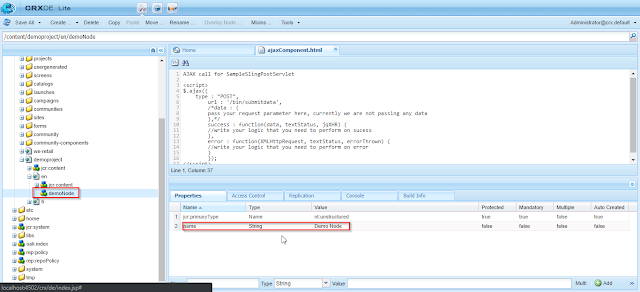 CRXDE Lite
Save All Create ... Delete Copy Overlay Node Paste Move ... Rename ... Mixins ... Tools
Administrator@crx.default
/content/demoproject/en/demoNode
projects
usergenerated
screens
catalogs
launches
campaigns
communities
sites
forms
community
community-components
we-retail
demoproject
jcr:content
en
jcr:content
demoNode
fi
etc
home
jcr:system
libs
oak:index
rep:policy
rep:repoPolicy
system
tmp
localhost:4502/crx/de/index.jsp#
Home ajaxComponent.html
1 AJAX call for SampleSlingPostServlet
2
3 <script>
4 $.ajax({
5 type : "POST",
6 url : '/bin/submitdata',
7 /*data : {
8 pass your request parameter here, currently we are not passing any data
9 },*/
10 success : function(data, textStatus, jqXHR) {
11 //write your logic that you need to perform on sucess
12 },
13 error : function(XMLHttpRequest, textStatus, errorThrown) {
14 //write your logic that you need to perform on error
15 }
16 });
17 </script>
Line 1, Column 37
Properties Access Control Replication Console Build Info
Name Type Value Protected Mandatory Multiple Auto Created
1 jcr:primaryType Name nt:unstructured true true false true
2 name String Demo Node false false false false
Name Type String Value Multi Add